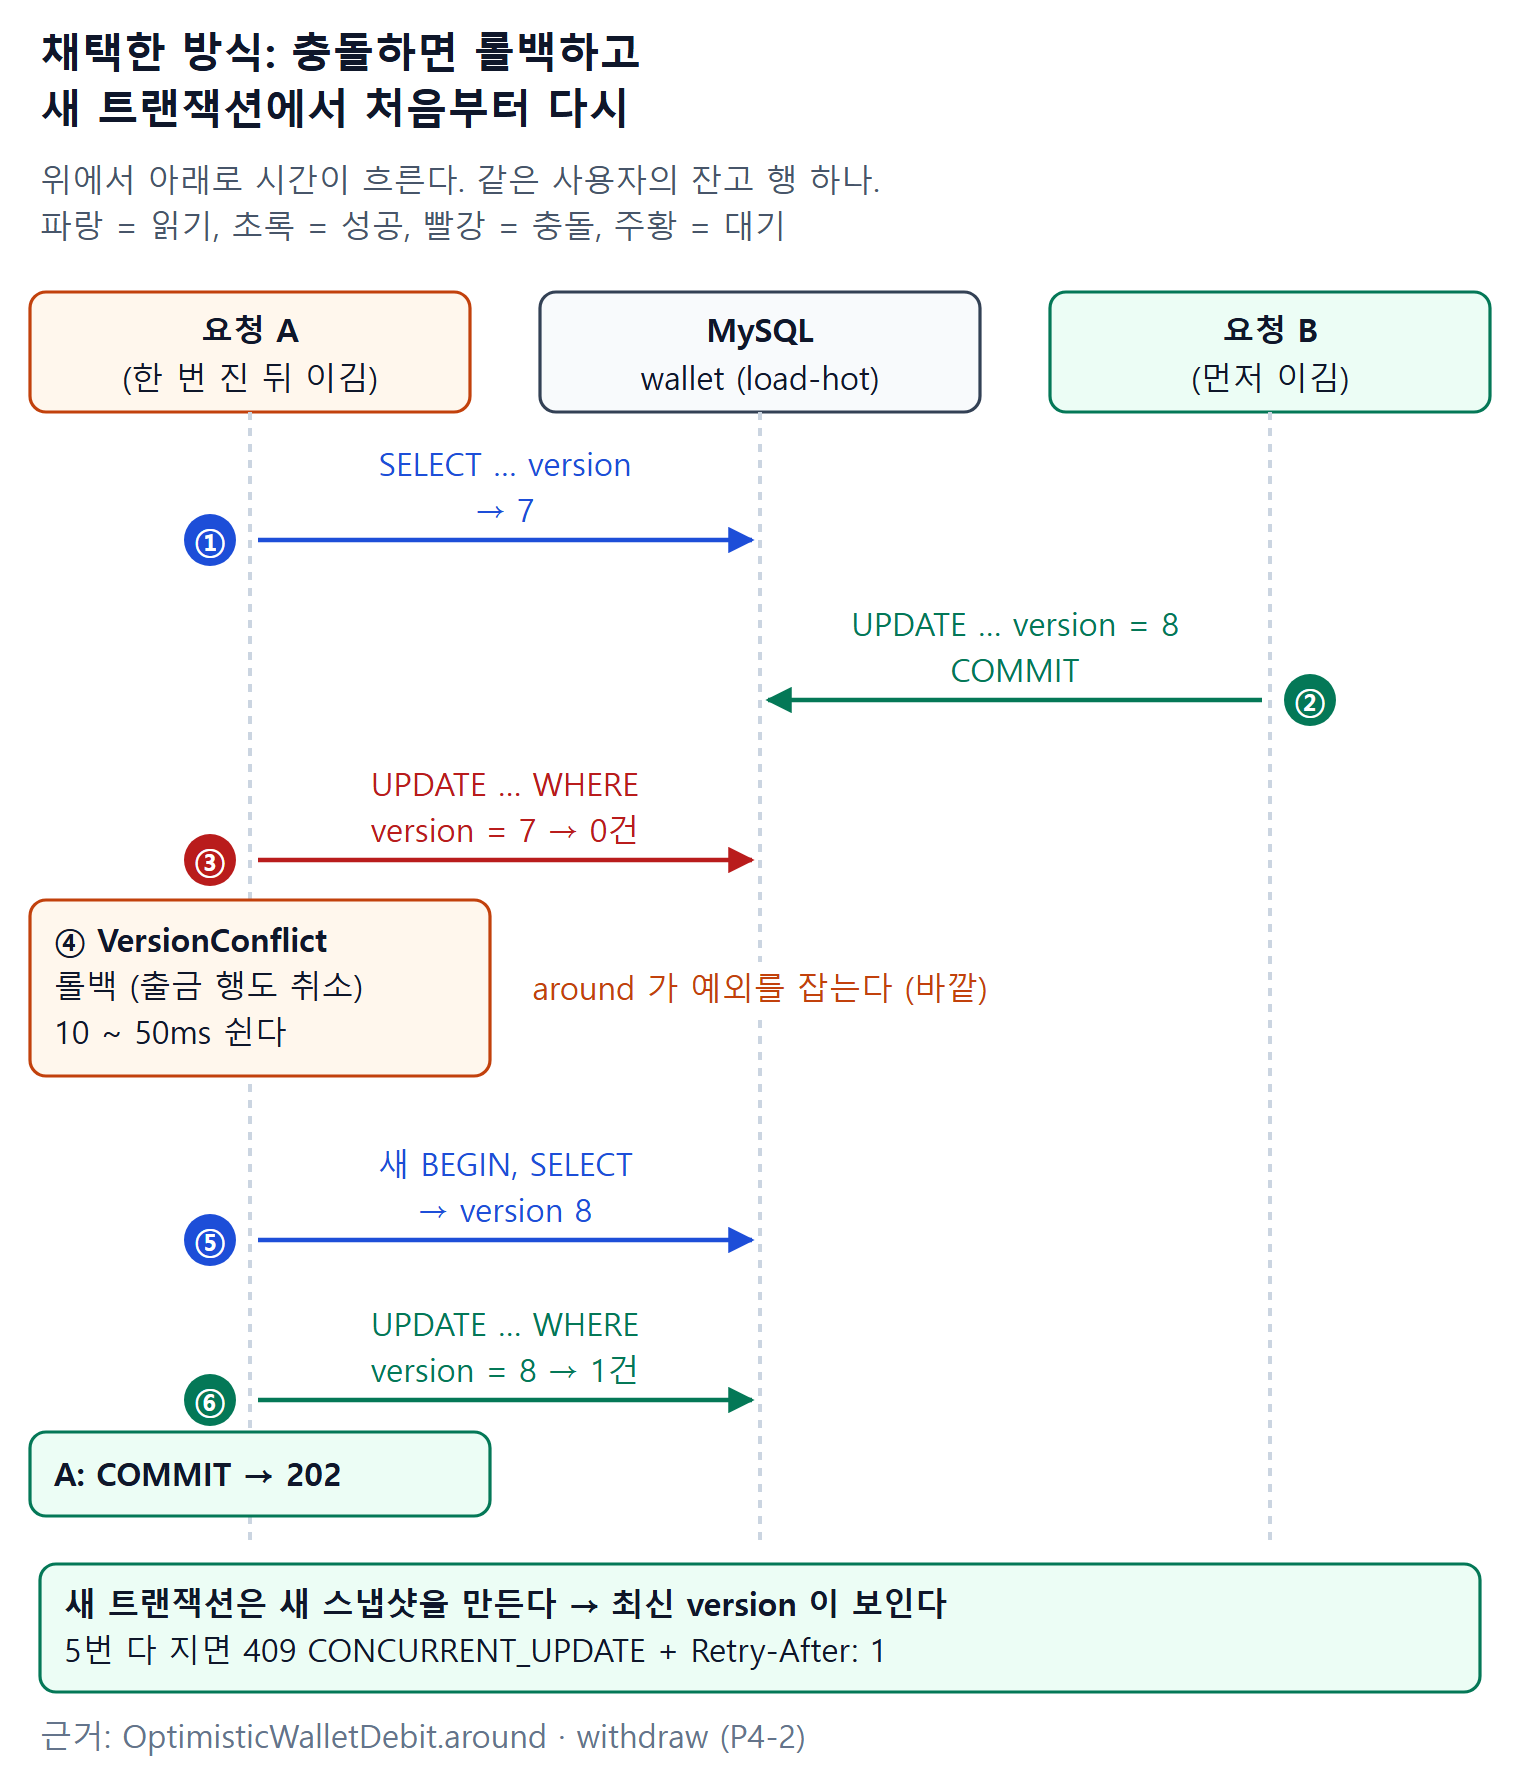 채택한 방식: 충돌하면 롤백하고
새 트랜잭션에서 처음부터 다시
위에서 아래로 시간이 흐른다. 같은 사용자의 잔고 행 하나.
파랑 = 읽기, 초록 = 성공, 빨강 = 충돌, 주황 = 대기
요청 A
(한 번 진 뒤 이김)
MySQL
wallet (load-hot)
요청 B
(먼저 이김)
SELECT ... version
→ 7
①
UPDATE ... version = 8
COMMIT
②
UPDATE ... WHERE
version = 7 → 0건
③
④ VersionConflict
롤백 (출금 행도 취소)
10 ~ 50ms 쉰다
around 가 예외를 잡는다 (바깥)
새 BEGIN, SELECT
→ version 8
⑤
UPDATE ... WHERE
version = 8 → 1건
⑥
A: COMMIT → 202
새 트랜잭션은 새 스냅샷을 만든다 → 최신 version 이 보인다
5번 다 지면 409 CONCURRENT_UPDATE + Retry-After: 1
근거: OptimisticWalletDebit.around · withdraw (P4-2)